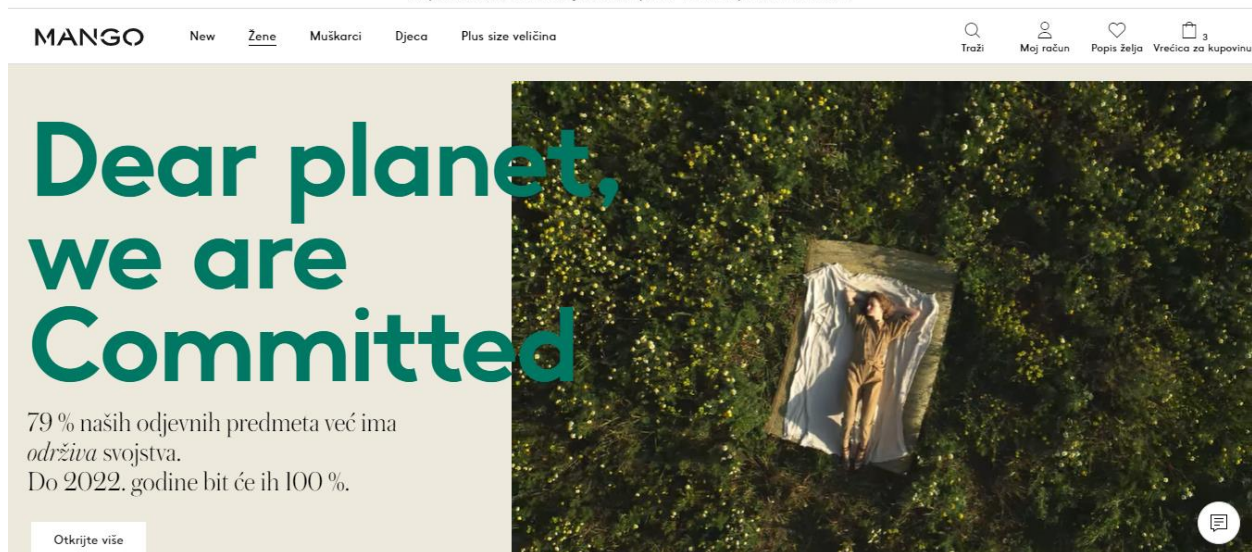 MANGO
New Žene Muškarci Djeca Plus size veličina
Traži Moj račun Popis želja Vrećica za kupovinu 3
Dear planet,
we are
Committed
79 % naših odjevnih predmeta već ima
održiva svojstva.
Do 2022. godine bit će ih 100 %.
Otkrijte više